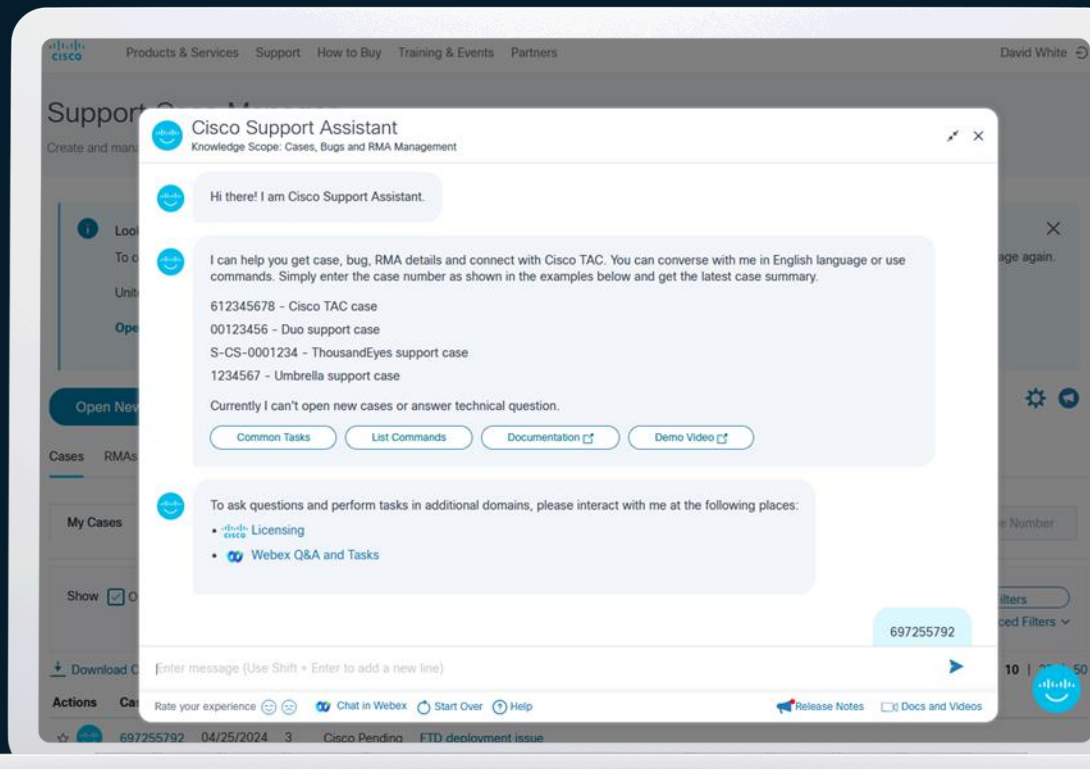 CISCO
Products & Services Support How to Buy Training & Events Partners
David White
Support
Create and
Cisco Support Assistant
Knowledge Scope: Cases, Bugs and RMA Management
Hi there! I am Cisco Support Assistant.
I can help you get case, bug, RMA details and connect with Cisco TAC. You can converse with me in English language or use
commands. Simply enter the case number as shown in the examples below and get the latest case summary.
612345678 - Cisco TAC case
00123456 - Duo support case
S-CS-0001234 - ThousandEyes support case
1234567 - Umbrella support case
Currently I can't open new cases or answer technical question.
Common Tasks List Commands Documentation Demo Video
age again.
Open New
Cases RMAs
To ask questions and perform tasks in additional domains, please interact with me at the following places:
• CISCO Licensing
• Webex Q&A and Tasks
My Cases
Number
Show
Filters
697255792
Enter message (Use Shift + Enter to add a new line)
Download
10 |
50
Rate your experience Chat in Webex Start Over Help Release Notes Docs and Videos
Actions
697255792 04/25/2024 3 Cisco Pending FTD deployment issue